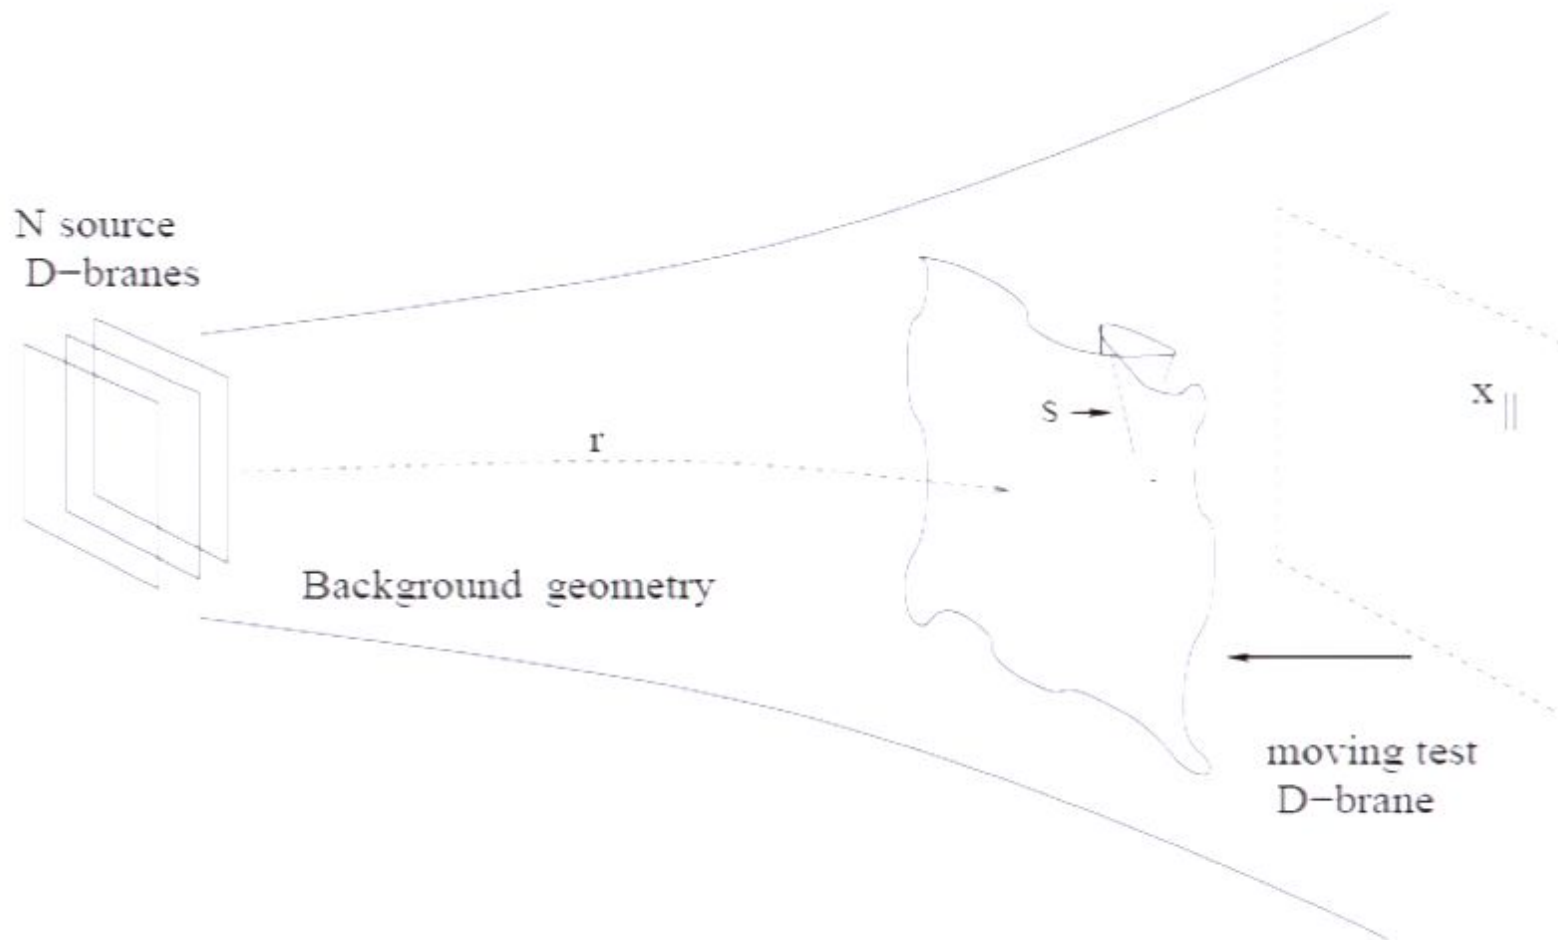 N source
D−branes
r
S
x ||
Background geometry
moving test
D−brane